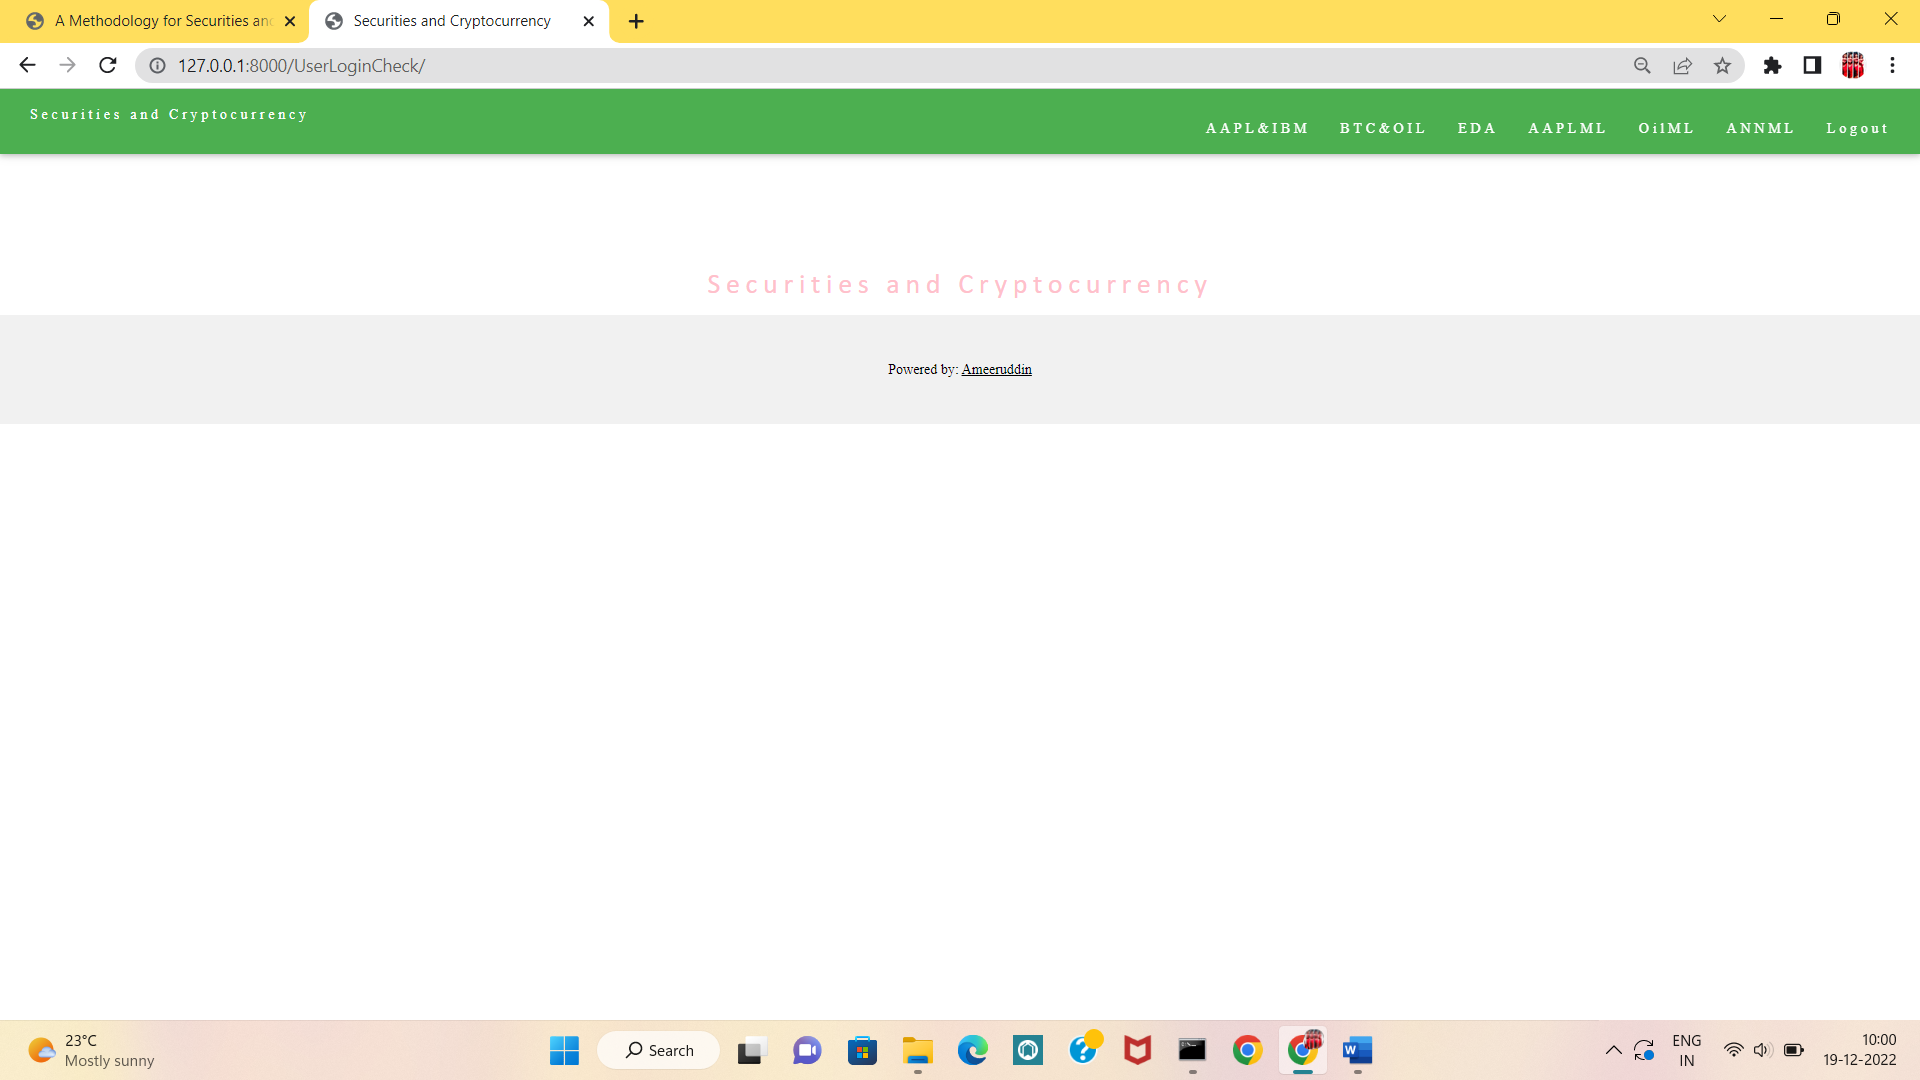 A Methodology for Securities an
Securities and Cryptocurrency
127.0.0.1:8000/UserLoginCheck/
Securities and Cryptocurrency
AAPL&IBM BTC&OIL EDA AAPLML OilML ANNML Logout
Securities and Cryptocurrency
Powered by: Ameeruddin
23°C
Mostly sunny
Search
ENG
IN
10:00
19-12-2022